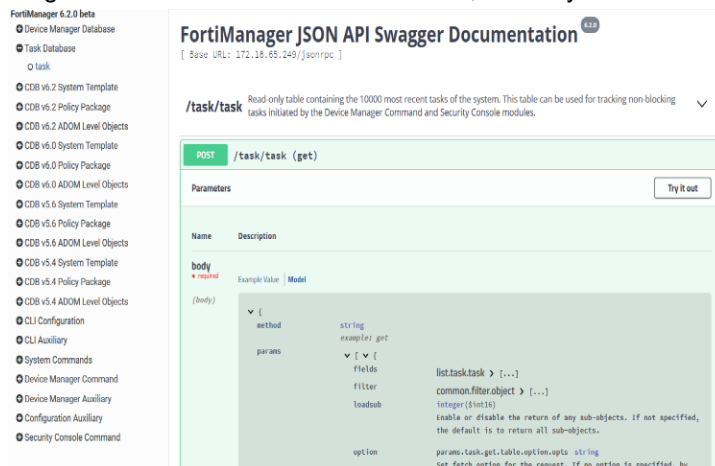 FortiManager 6.2.0 beta
Device Manager Database
Task Database
task
CDB v6.2 System Template
CDB v6.2 Policy Package
CDB v6.2 ADOM Level Objects
CDB v6.0 System Template
CDB v6.0 Policy Package
CDB v6.0 ADOM Level Objects
CDB v5.6 System Template
CDB v5.6 Policy Package
CDB v5.6 ADOM Level Objects
CDB v5.4 System Template
CDB v5.4 Policy Package
CDB v5.4 ADOM Level Objects
CLI Configuration
CLI Auxiliary
System Commands
Device Manager Command
Device Manager Auxiliary
Configuration Auxiliary
Security Console Command
FortiManager JSON API Swagger Documentation 6.2.0
[ Base URL: 172.18.65.249/jsonrpc ]
/task/task Read-only table containing the 10000 most recent tasks of the system. This table can be used for tracking non-blocking
tasks initiated by the Device Manager Command and Security Console modules.
POST /task/task (get)
Parameters Try it out
Name Description
body
* required
(body)
Example Value Model
{
method string
example: get
params [ {
fields list.task.task > [...]
filter common.filter.object > [...]
loadsub integer($int16)
Enable or disable the return of any sub-objects. If not specified,
the default is to return all sub-objects.
option params.task.get.table.option.opts string
Set fetch option for the request. If no option is specified, by